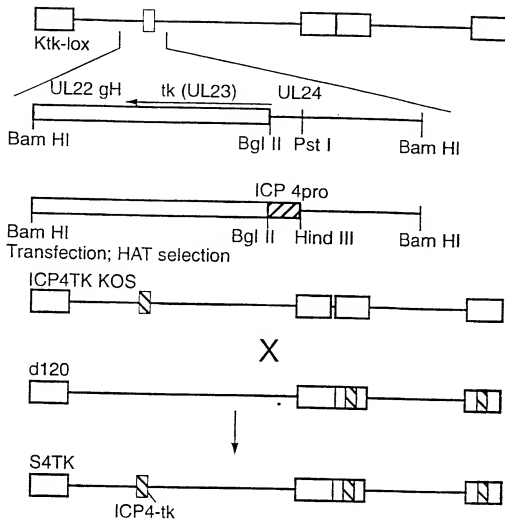 Ktk-lox
UL22 gH tk (UL23) UL24
Bam HI Bgl II Pst I Bam HI
ICP 4pro
Bam HI Bgl II Hind III Bam HI
Transfection; HAT selection
ICP4TK KOS
X
d120
S4TK
ICP4-tk